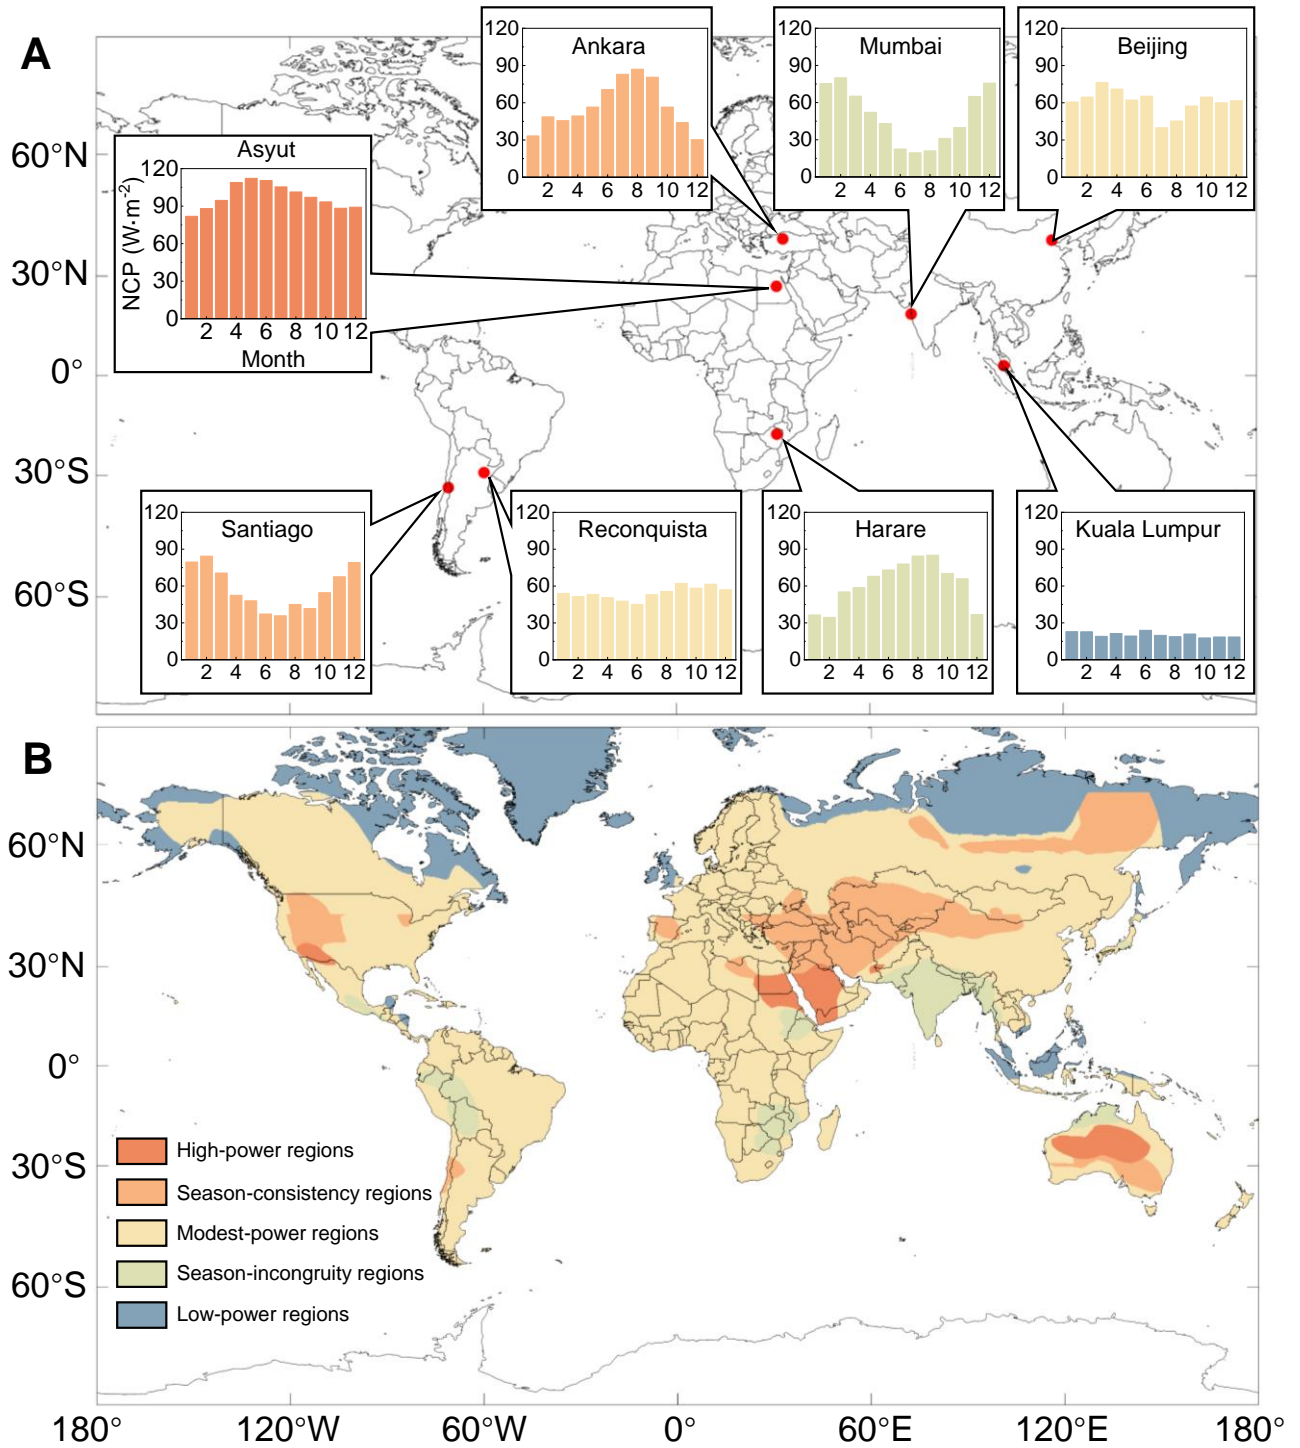 A
60°N
30°N
0°
30°S
60°S
Asyut
120
90
60
30
0
NCP (W·m⁻²)
2 4 6 8 10 12
Month
Ankara
120
90
60
30
0
2 4 6 8 10 12
Mumbai
120
90
60
30
0
2 4 6 8 10 12
Beijing
120
90
60
30
0
2 4 6 8 10 12
Santiago
120
90
60
30
0
2 4 6 8 10 12
Reconquista
120
90
60
30
0
2 4 6 8 10 12
Harare
120
90
60
30
0
2 4 6 8 10 12
Kuala Lumpur
120
90
60
30
0
2 4 6 8 10 12
B
60°N
30°N
0°
30°S
60°S
High-power regions
Season-consistency regions
Modest-power regions
Season-incongruity regions
Low-power regions
180° 120°W 60°W 0° 60°E 120°E 180°